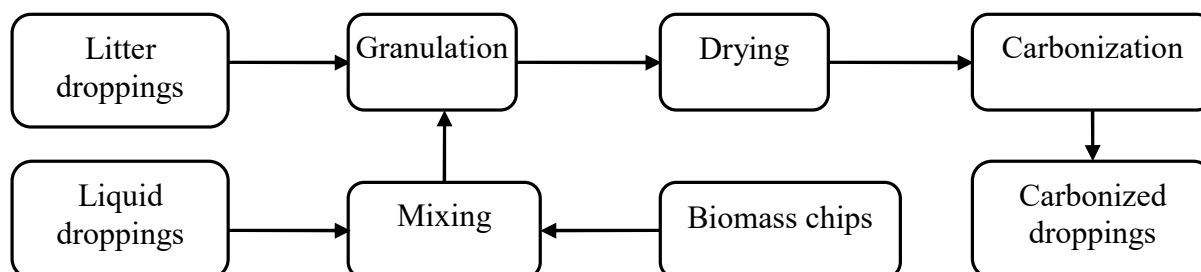 Litter
droppings
Granulation
Drying
Carbonization
Liquid
droppings
Mixing
Biomass chips
Carbonized
droppings